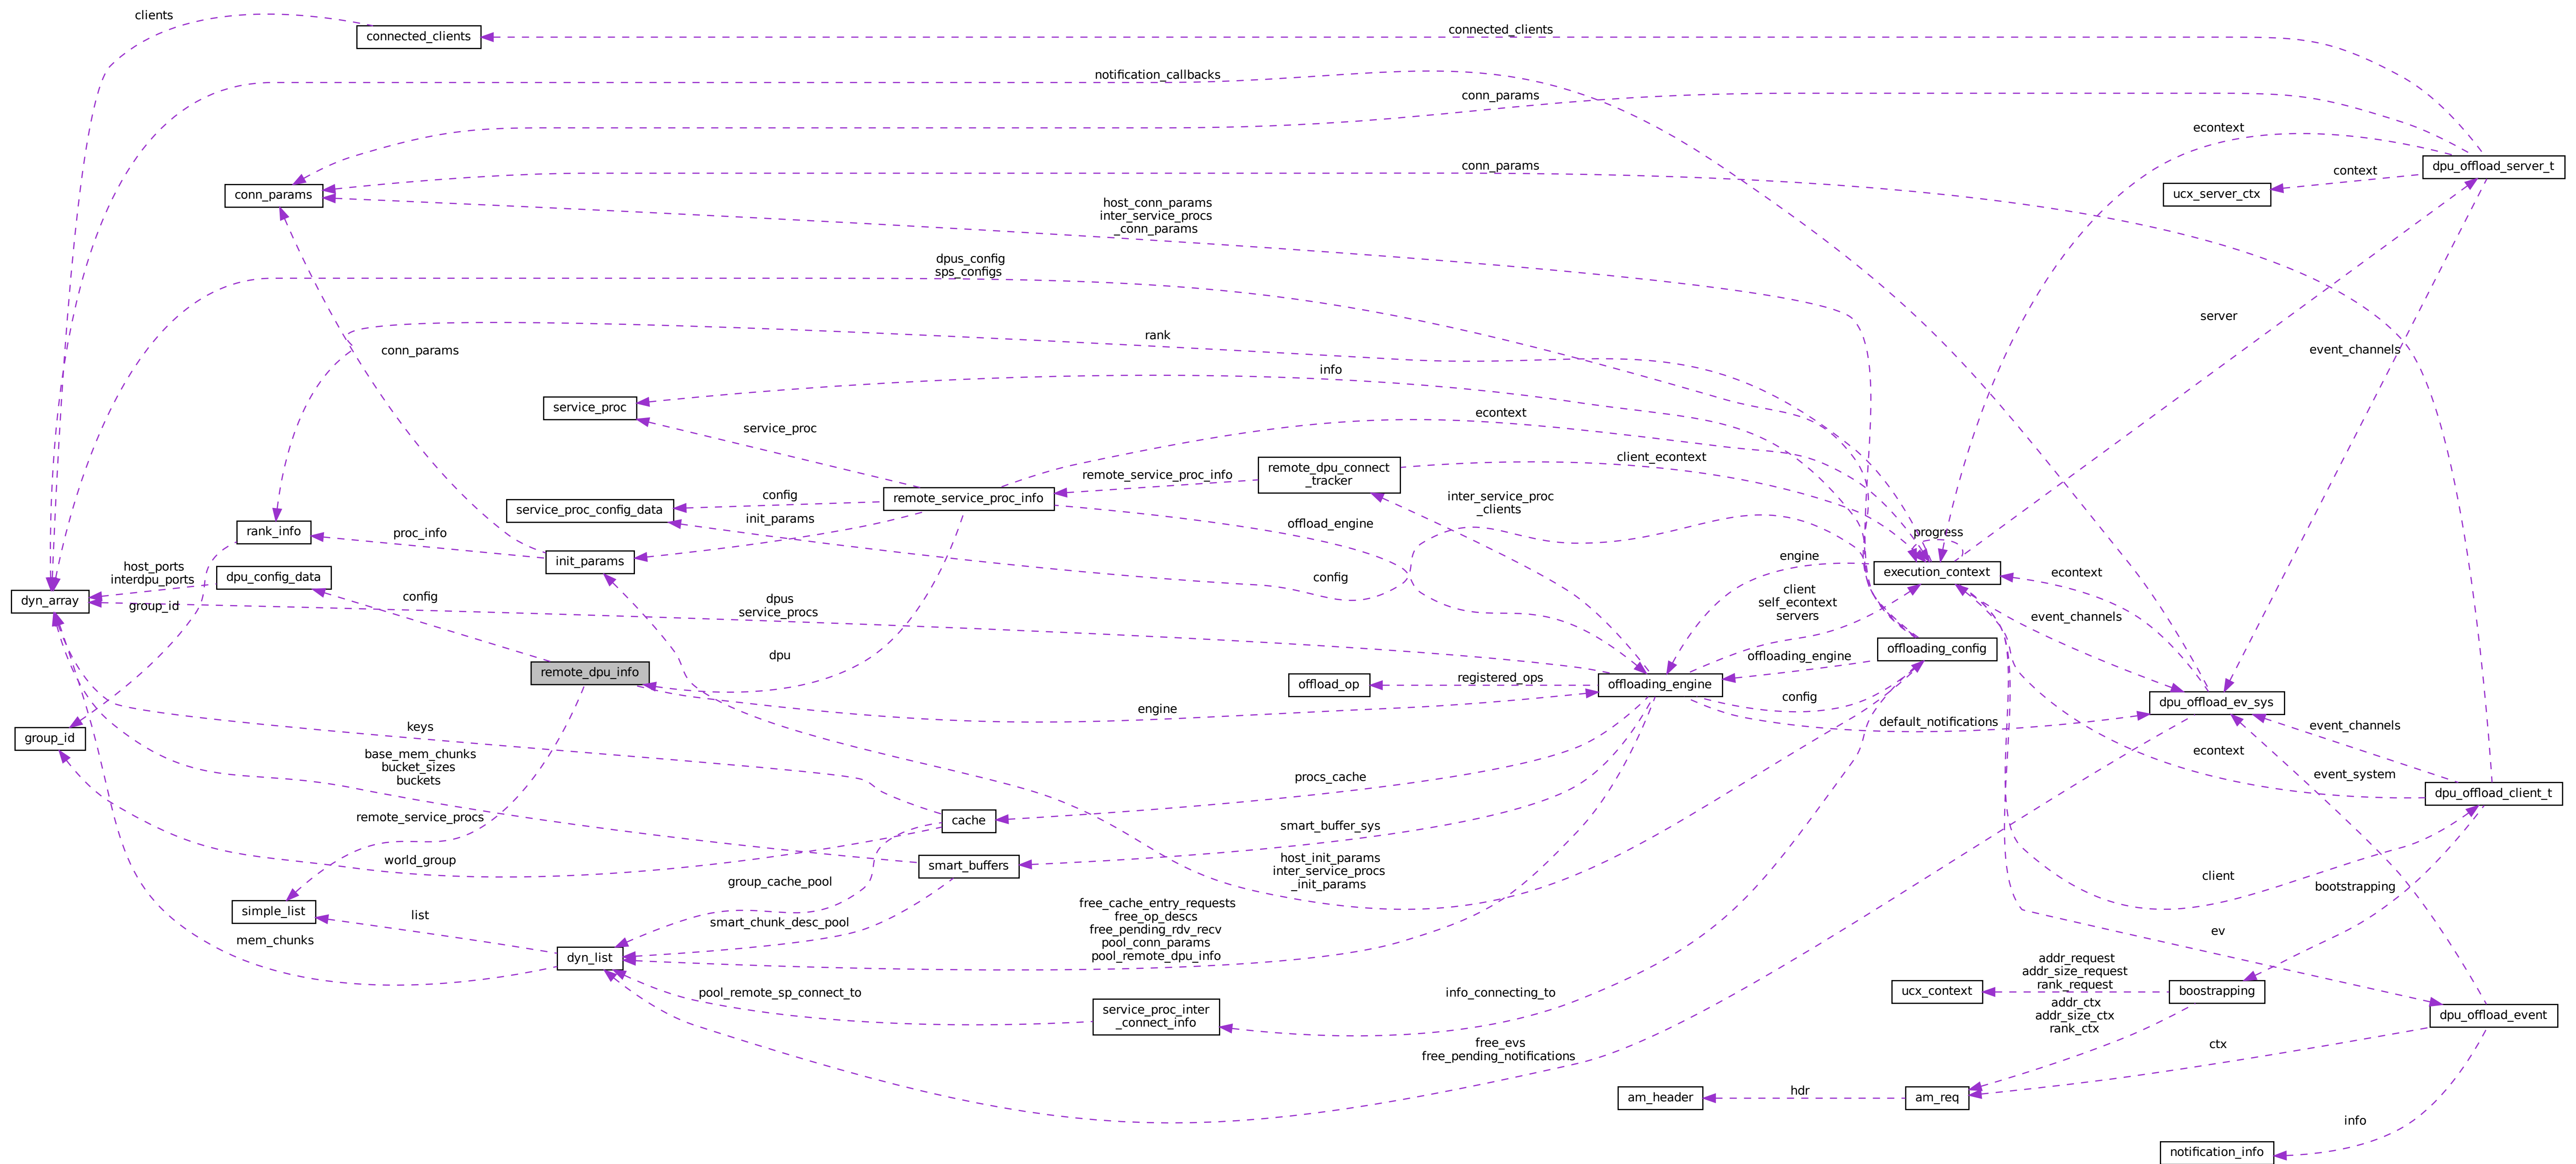 clients
connected_clients
connected_clients
notification_callbacks
conn_params
econtext
conn_params
dpu_offload_server_t
context
conn_params
ucx_server_ctx
host_conn_params
inter_service_procs
_conn_params
dpus_config
sps_configs
server
rank
conn_params
event_channels
info
service_proc
econtext
service_proc
client_econtext
remote_dpu_connect
_tracker
remote_service_proc_info
config
remote_service_proc_info
inter_service_proc
_clients
service_proc_config_data
init_params
offload_engine
rank_info
proc_info
progress
init_params
engine
host_ports
interdpu_ports
dpu_config_data
config
execution_context
econtext
dyn_array
group_id
config
dpus
service_procs
client
self_econtext
servers
event_channels
offloading_config
dpu
offloading_engine
remote_dpu_info
registered_ops
offload_op
offloading_engine
config
dpu_offload_ev_sys
engine
default_notifications
event_channels
group_id
keys
econtext
base_mem_chunks
bucket_sizes
buckets
procs_cache
event_system
dpu_offload_client_t
remote_service_procs
cache
smart_buffer_sys
world_group
smart_buffers
host_init_params
inter_service_procs
_init_params
client
group_cache_pool
bootstrapping
simple_list
list
smart_chunk_desc_pool
free_cache_entry_requests
free_op_descs
free_pending_rdv_recv
pool_conn_params
pool_remote_dpu_info
mem_chunks
dyn_list
ev
addr_request
addr_size_request
rank_request
pool_remote_sp_connect_to
info_connecting_to
ucx_context
boostrapping
service_proc_inter
_connect_info
addr_ctx
addr_size_ctx
rank_ctx
dpu_offload_event
free_evs
free_pending_notifications
ctx
am_header
hdr
am_req
info
notification_info